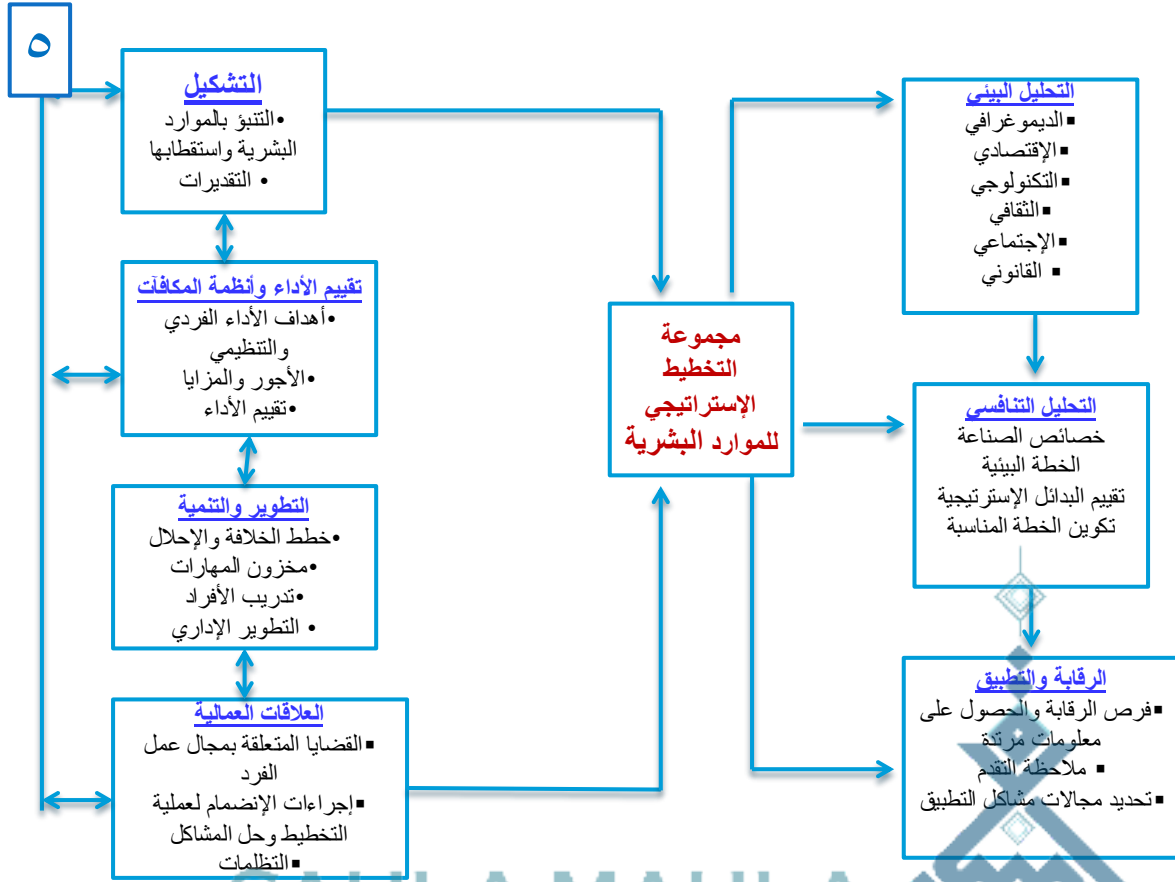 ٥
التشكيل
•التنبؤ بالموارد
البشرية واستقطابها
• التقديرات
تقييم الأداء وأنظمة المكافآت
•أهداف الأداء الفردي
والتنظيمي
•الأجور والمزايا
•تقييم الأداء
التطوير والتنمية
•خطط الخلافة والإحلال
•مخزون المهارات
•تدريب الأفراد
• التطوير الإداري
العلاقات العمالية
▪القضايا المتعلقة بمجال عمل
الفرد
▪إجراءات الإنضمام لعملية
التخطيط وحل المشاكل
▪التظلمات
مجموعة
التخطيط
الإستراتيجي
للموارد البشرية
التحليل البيئي
▪الديموغرافي
▪الإقتصادي
▪التكنولوجي
▪الثقافي
▪الإجتماعي
▪ القانوني
التحليل التنافسي
خصائص الصناعة
الخطة البيئية
تقييم البدائل الإسترتيجية
تكوين الخطة المناسبة
الرقابة والتطبيق
▪فرص الرقابة والحصول على
معلومات مرتدة
▪ ملاحظة التقدم
▪تحديد مجالات مشاكل التطبيق